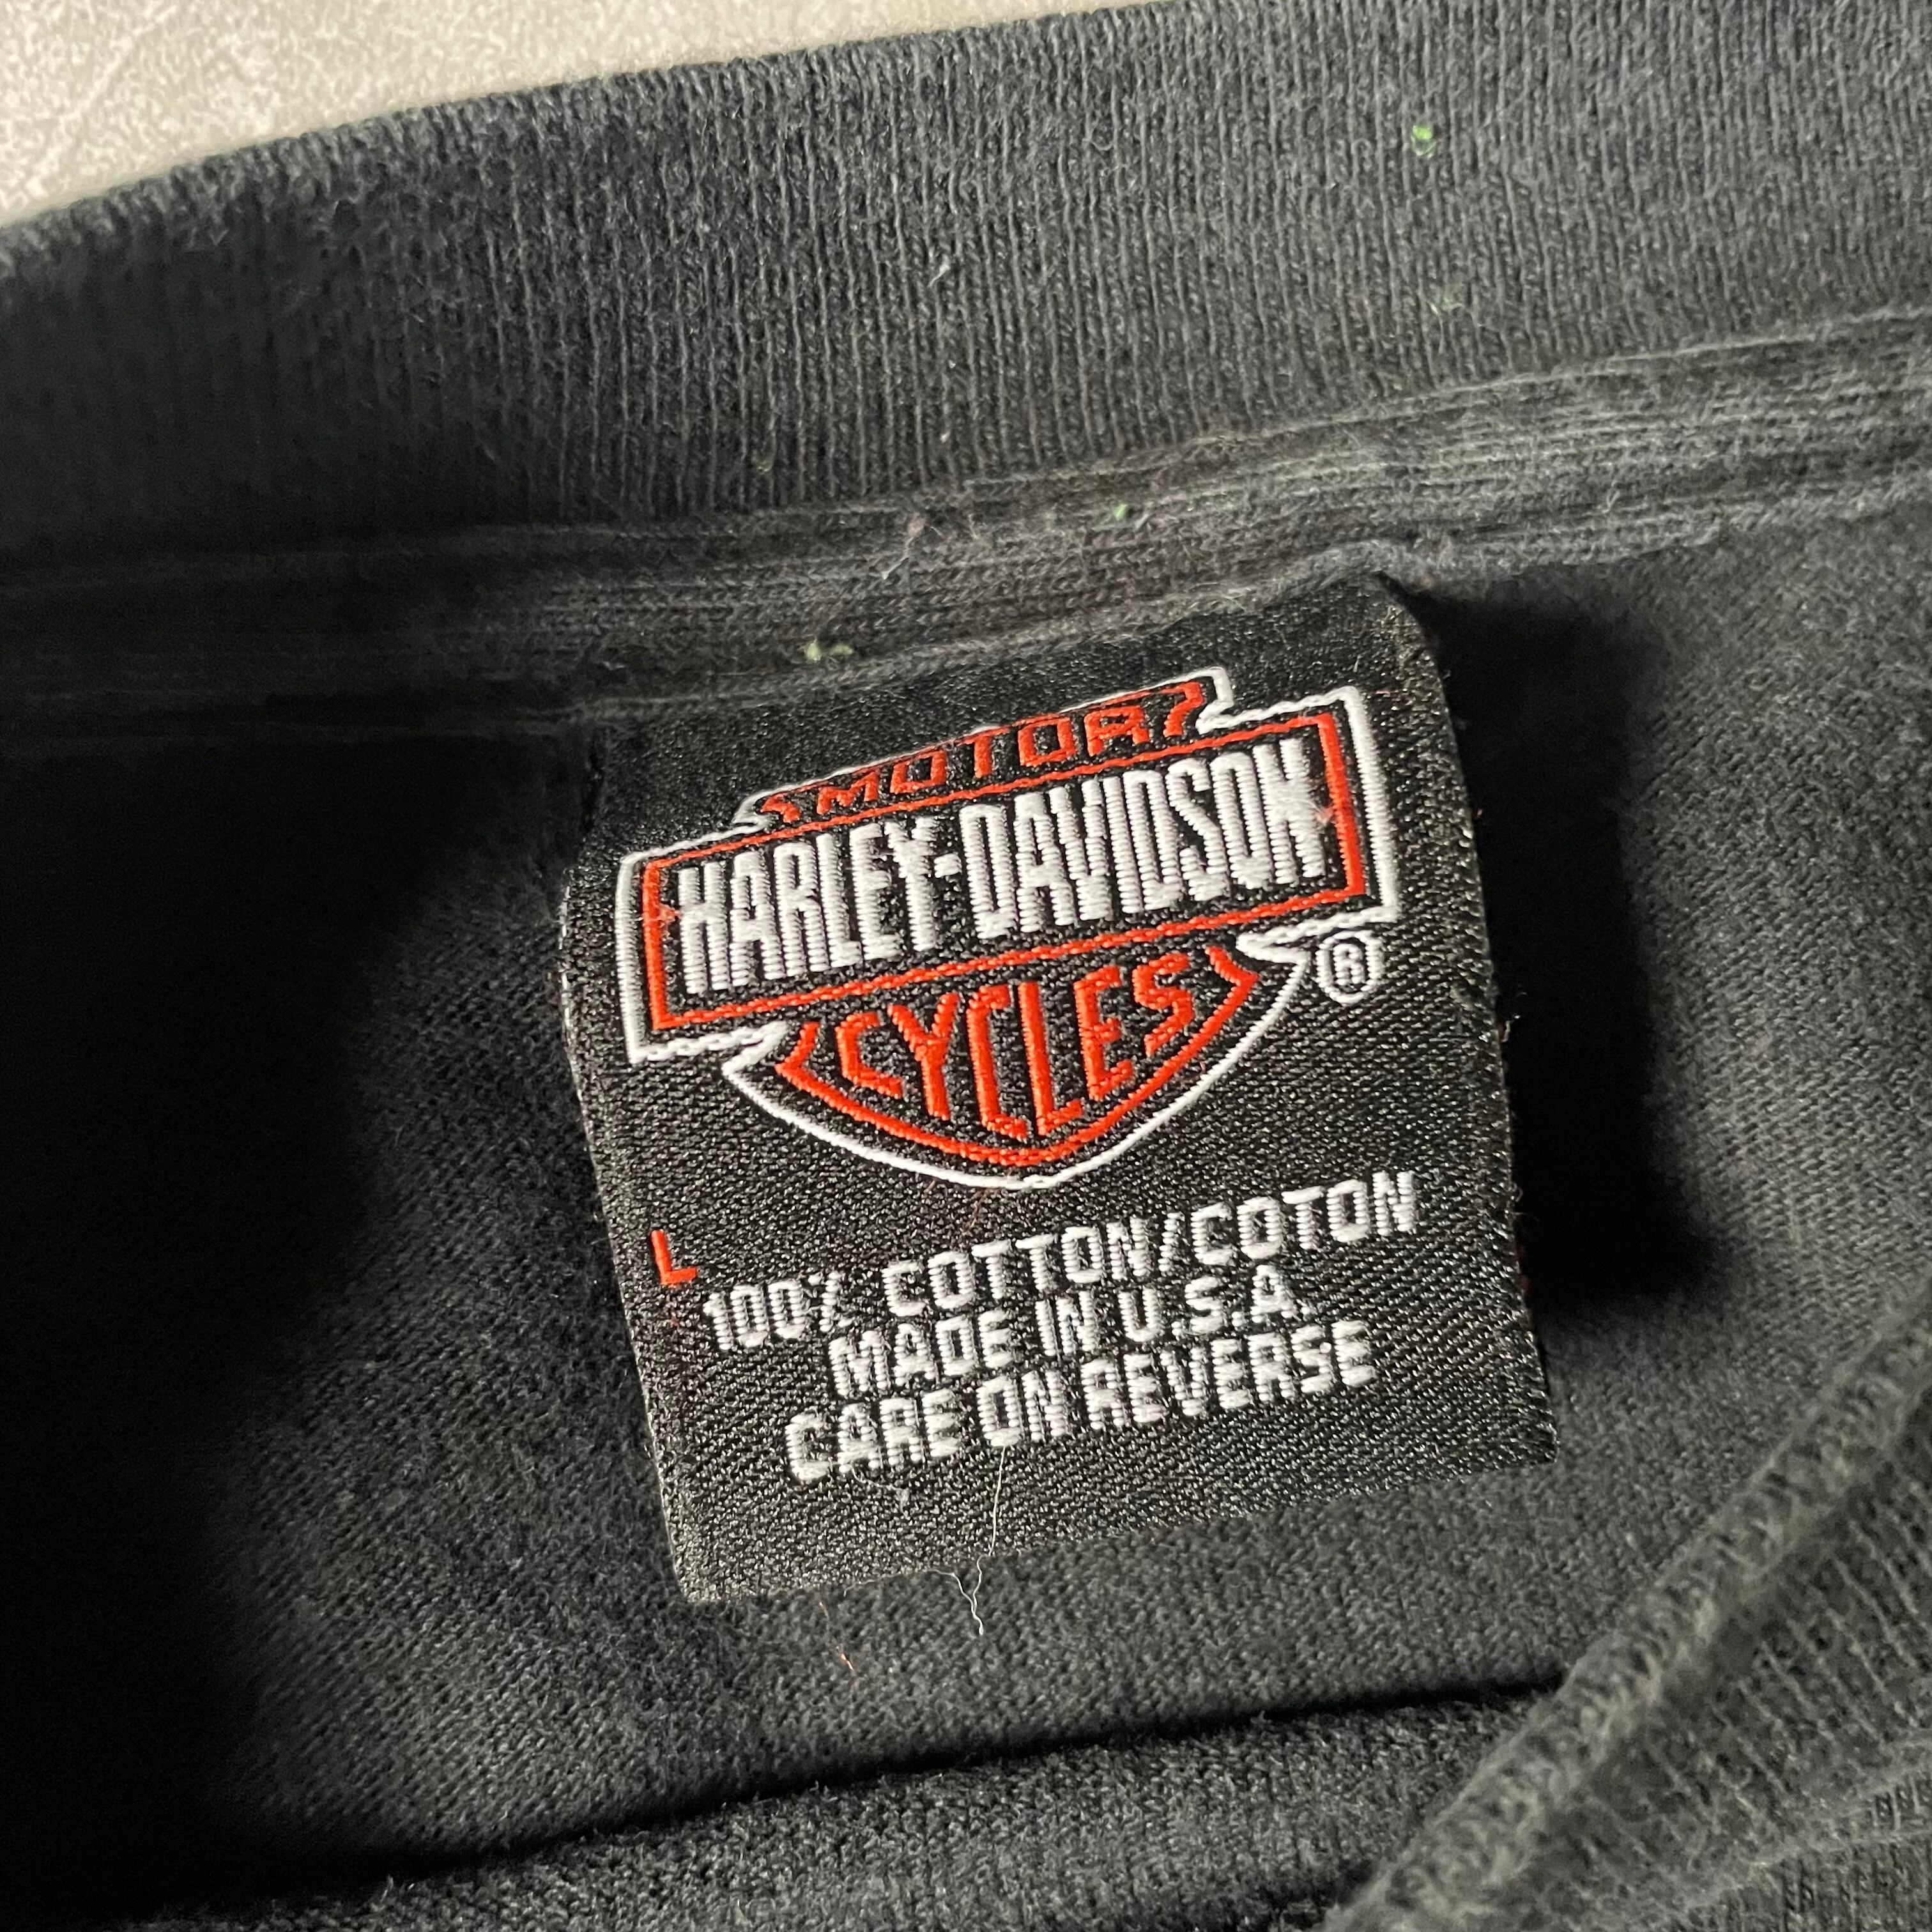 MOTOR
HARLEY-DAVIDSON
CYCLES ®
L
100% COTTON/COTON
MADE IN U.S.A.
CARE ON REVERSE